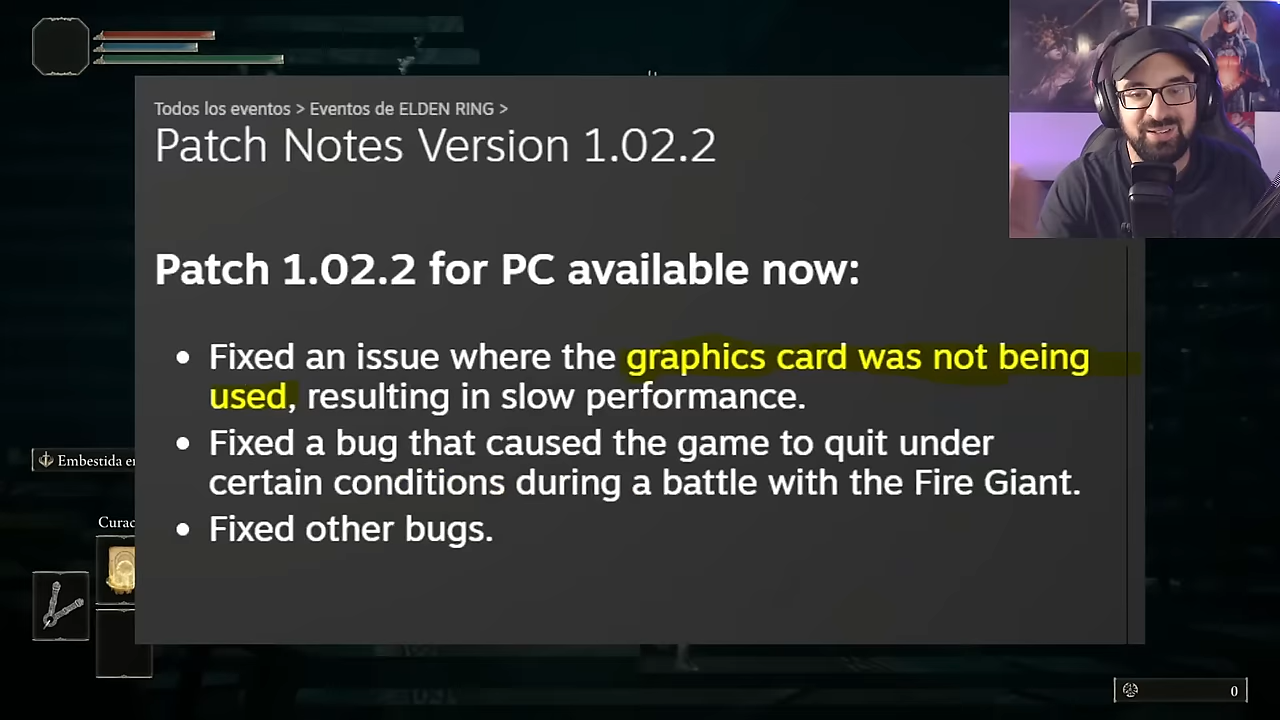 Todos los eventos > Eventos de ELDEN RING >
Patch Notes Version 1.02.2
Patch 1.02.2 for PC available now:
• Fixed an issue where the graphics card was not being
used, resulting in slow performance.
• Fixed a bug that caused the game to quit under
certain conditions during a battle with the Fire Giant.
• Fixed other bugs.
Embestida
0